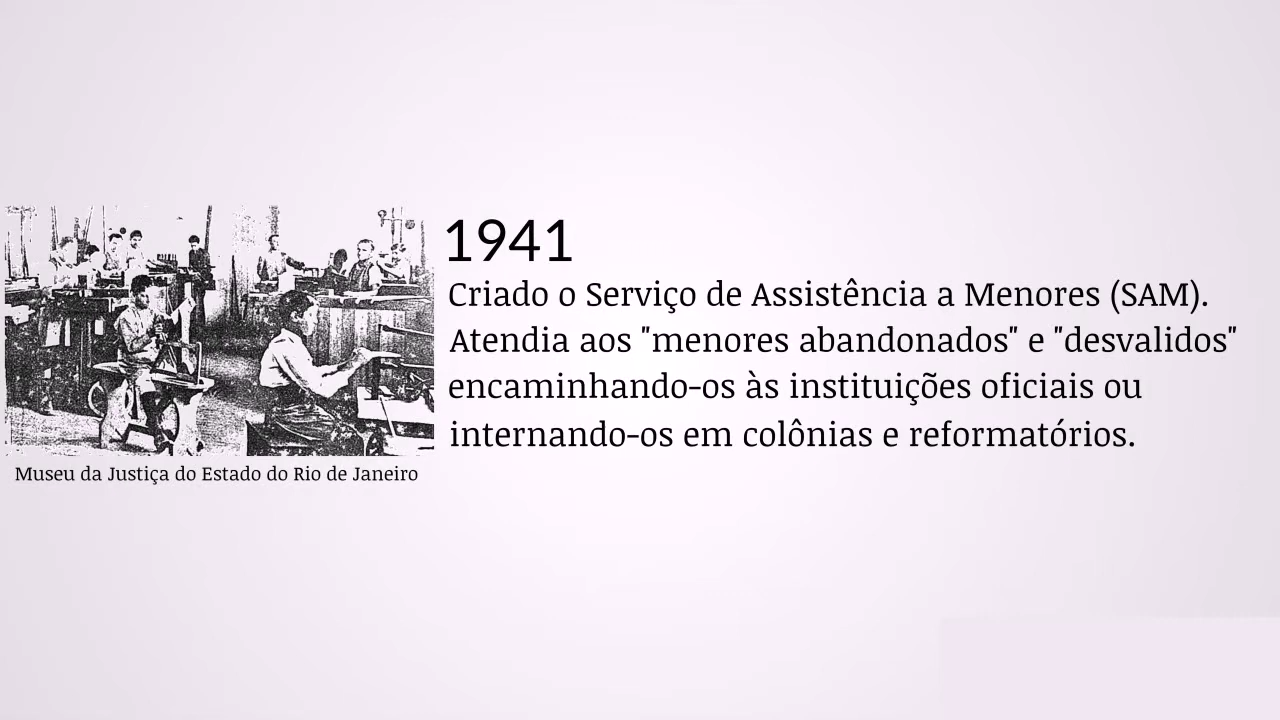 1941
Criado o Serviço de Assistência a Menores (SAM).
Atendia aos "menores abandonados" e "desvalidos"
encaminhando-os às instituições oficiais ou
internando-os em colônias e reformatórios.
Museu da Justiça do Estado do Rio de Janeiro